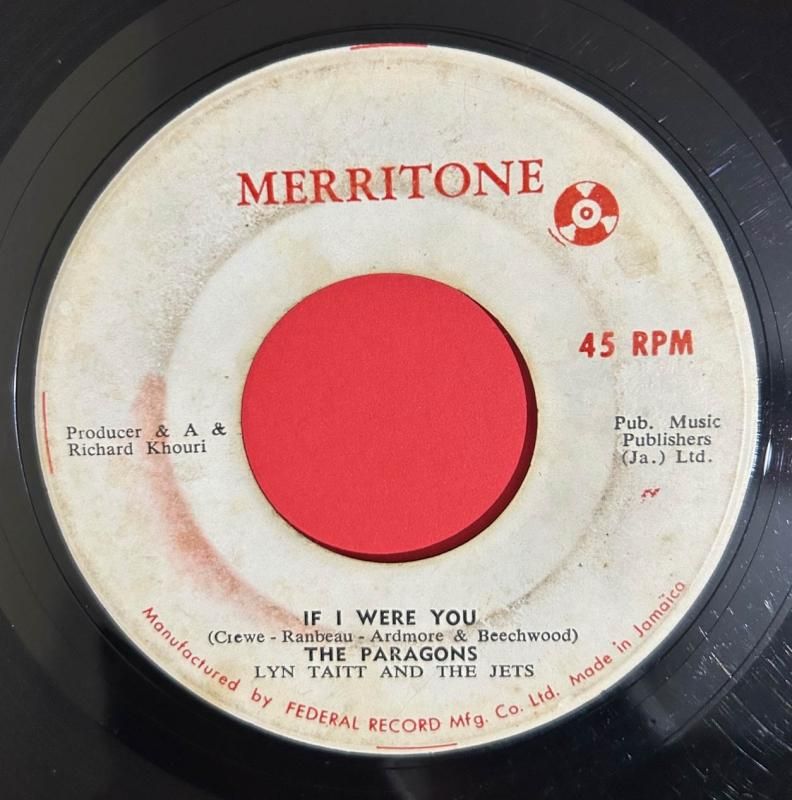 MERRITONE
45 RPM
Producer & A &
Richard Khouri
Pub. Music
Publishers
(Ja.) Ltd.
IF I WERE YOU
(Crewe - Ranbeau - Ardmore & Beechwood)
THE PARAGONS
LYN TAITT AND THE JETS
Manufactured by FEDERAL RECORD Mfg. Co. Ltd. Made in Jamaica